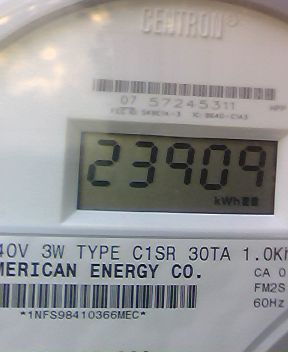 CENTRON
07 57245311
23909
kWh
40V 3W TYPE C1SR 30TA 1.0Kh
MERICAN ENERGY CO.
CA 0
FM2S
60Hz
*1NFS98410366MEC*